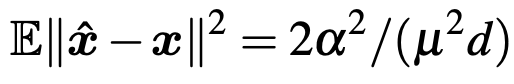 𝔼‖x̂ − x‖² = 2α²/(μ²d)